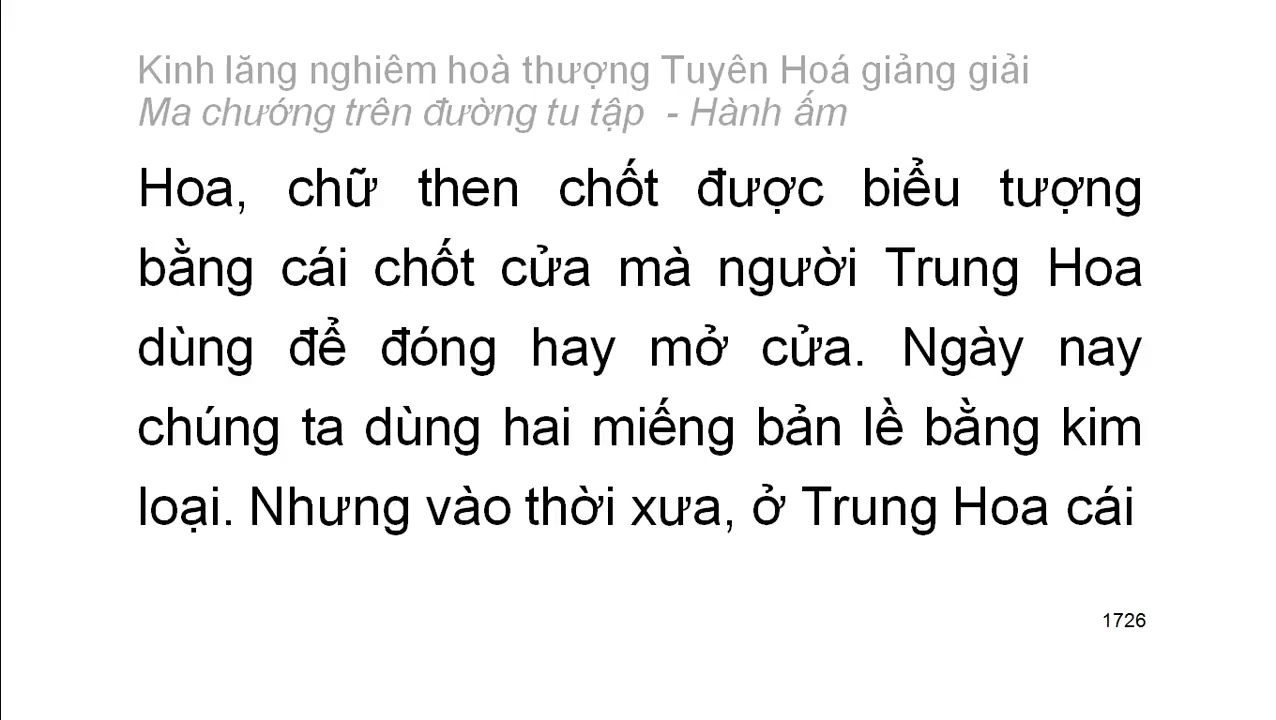 Kinh lăng nghiêm hoà thượng Tuyên Hoá giảng giải
Ma chướng trên đường tu tập - Hành ấm
Hoa, chữ then chốt được biểu tượng
bằng cái chốt cửa mà người Trung Hoa
dùng để đóng hay mở cửa. Ngày nay
chúng ta dùng hai miếng bản lề bằng kim
loại. Nhưng vào thời xưa, ở Trung Hoa cái
1726